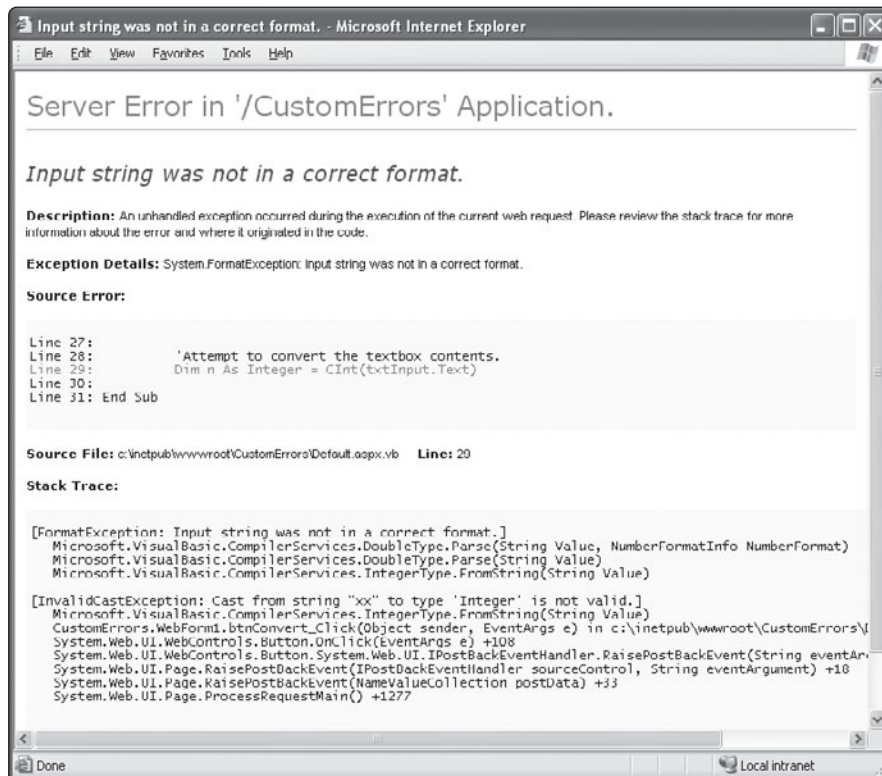 Input string was not in a correct format. - Microsoft Internet Explorer
File Edit View Favorites Tools Help
Server Error in '/CustomErrors' Application.
Input string was not in a correct format.
Description: An unhandled exception occurred during the execution of the current web request. Please review the stack trace for more
information about the error and where it originated in the code.
Exception Details: System.FormatException: Input string was not in a correct format.
Source Error:
Line 27:
Line 28: 'Attempt to convert the textbox contents.
Line 29: Dim n As Integer = CInt(txtInput.Text)
Line 30:
Line 31: End Sub
Source File: c:\inetpub\wwwroot\CustomErrors\Default.aspx.vb Line: 29
Stack Trace:
[FormatException: Input string was not in a correct format.]
Microsoft.VisualBasic.CompilerServices.DoubleType.Parse(String Value, NumberFormatInfo NumberFormat)
Microsoft.VisualBasic.CompilerServices.DoubleType.Parse(String Value)
Microsoft.VisualBasic.CompilerServices.IntegerType.FromString(String Value)
[InvalidCastException: Cast from string "xx" to type 'Integer' is not valid.]
Microsoft.VisualBasic.CompilerServices.IntegerType.FromString(String Value)
CustomErrors.WebForm1.btnConvert_Click(Object sender, EventArgs e) in c:\inetpub\wwwroot\CustomErrors\
System.Web.UI.WebControls.Button.OnClick(EventArgs e) +108
System.Web.UI.WebControls.Button.System.Web.UI.IPostBackEventHandler.RaisePostBackEvent(String eventAr
System.Web.UI.Page.RaisePostBackEvent(IPostBackEventHandler sourceControl, String eventArgument) +18
System.Web.UI.Page.RaisePostBackEvent(NameValueCollection postData) +33
System.Web.UI.Page.ProcessRequestMain() +1277
Done Local intranet